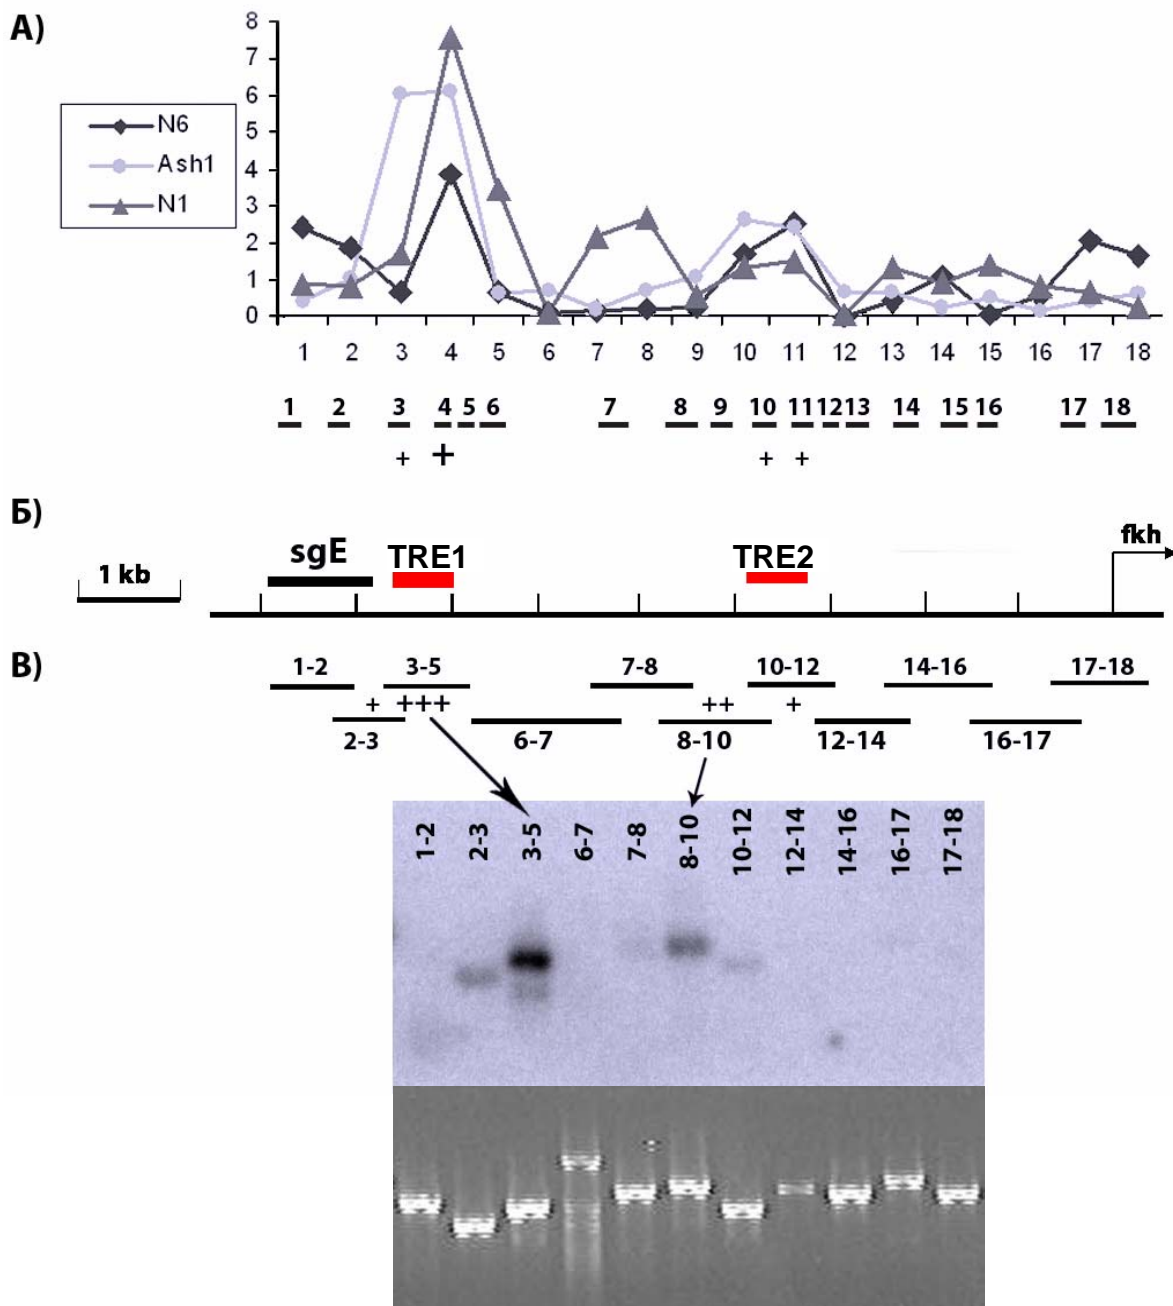 А)
8
7
6
5
4
3
2
1
0
N6
Ash1
N1
1 2 3 4 5 6 7 8 9 10 11 12 13 14 15 16 17 18
1 2 3 4 5 6 7 8 9 10 11 12 13 14 15 16 17 18
+ + + +
Б)
1 kb
sgE
TRE1
TRE2
fkh
В)
1-2 3-5 7-8 10-12 14-16 17-18
+ +++ ++ +
2-3 6-7 8-10 12-14 16-17
1-2 2-3 3-5 6-7 7-8 8-10 10-12 12-14 14-16 16-17 17-18